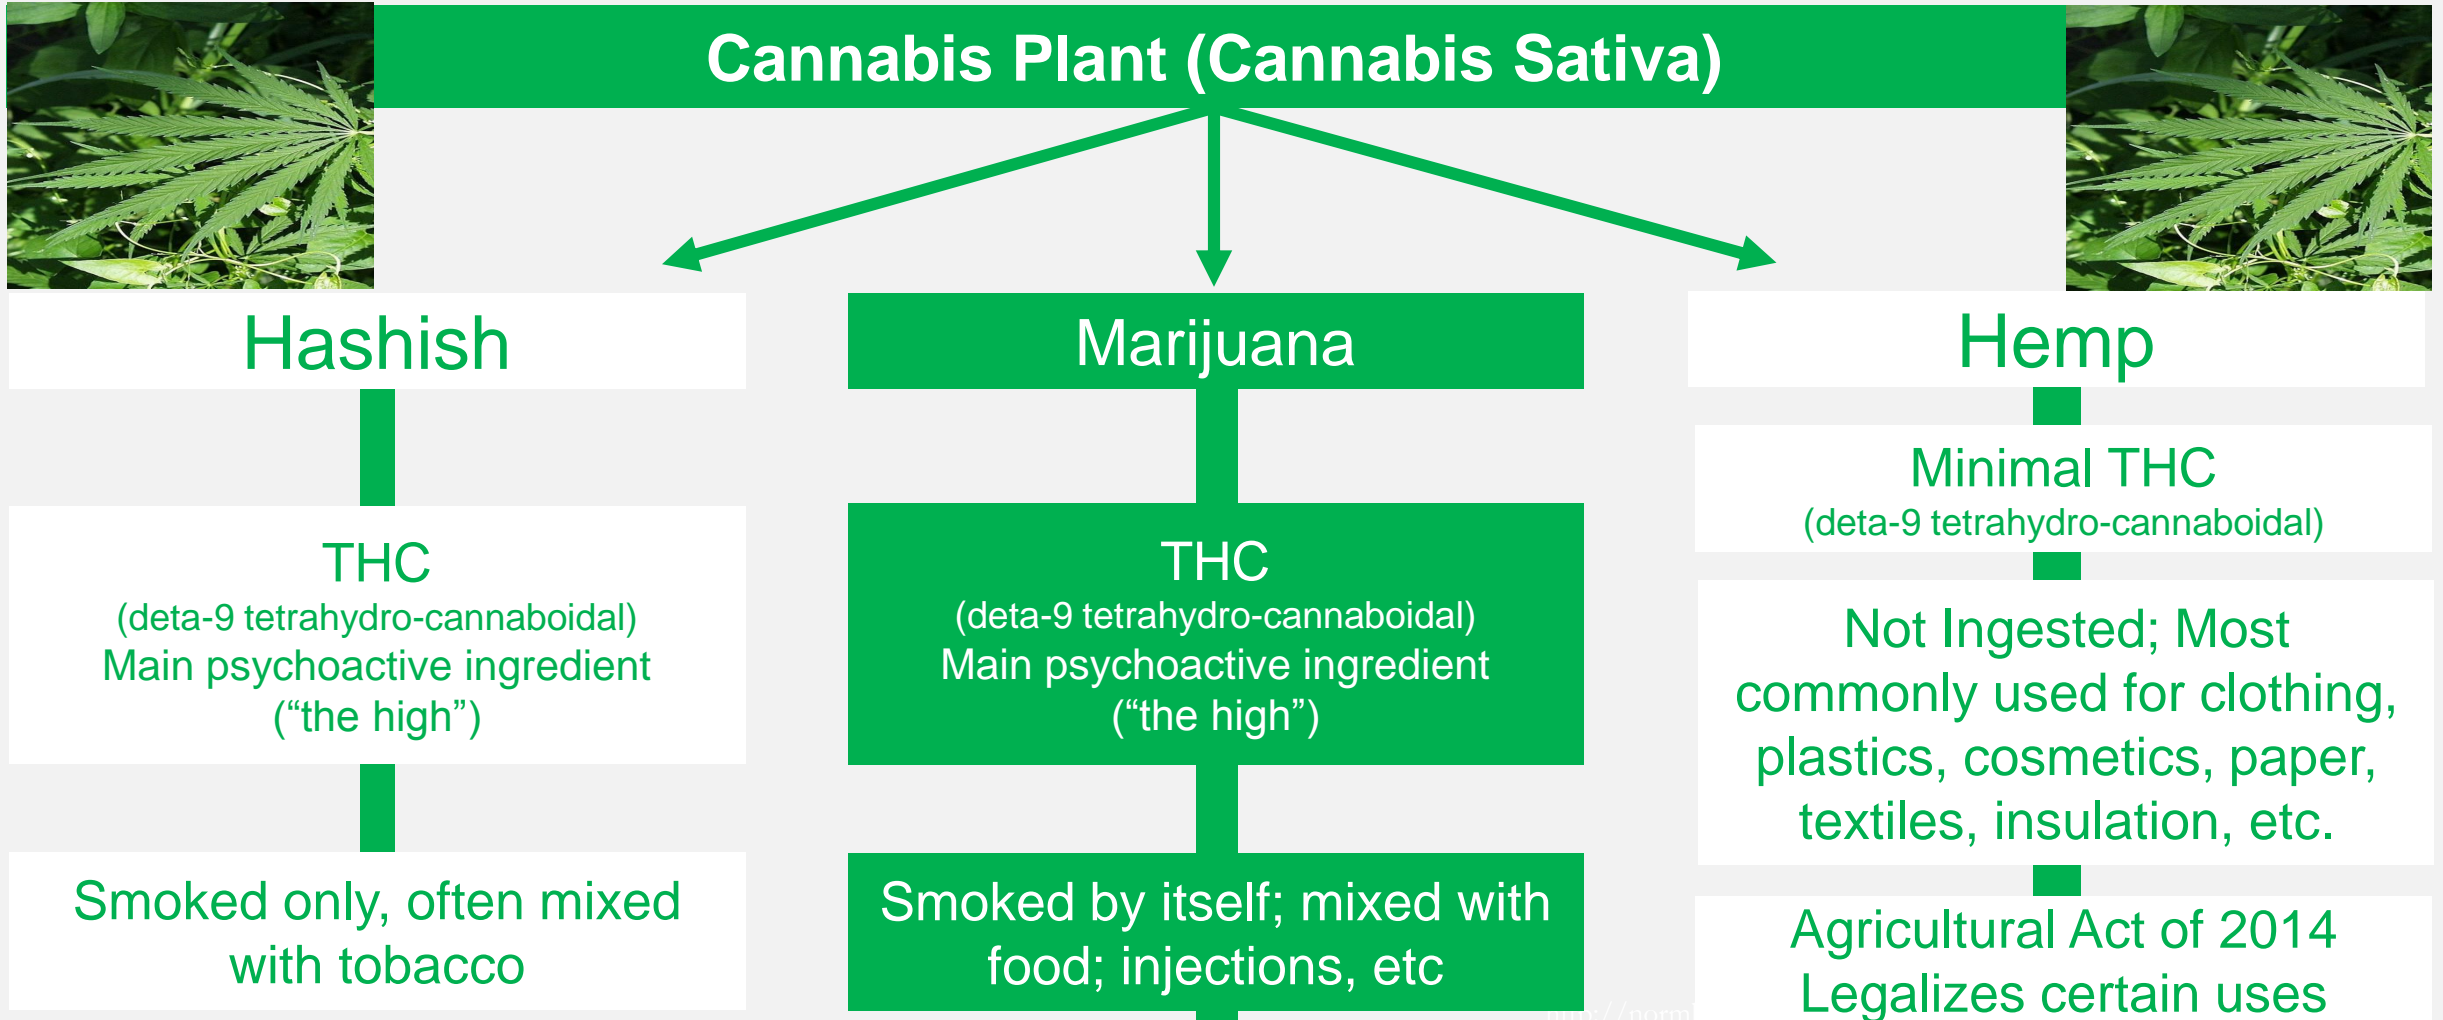 Cannabis Plant (Cannabis Sativa)
Hashish
THC
(deta-9 tetrahydro-cannaboidal)
Main psychoactive ingredient
(“the high”)
Smoked only, often mixed
with tobacco
Marijuana
THC
(deta-9 tetrahydro-cannaboidal)
Main psychoactive ingredient
(“the high”)
Smoked by itself; mixed with
food; injections, etc
Hemp
Minimal THC
(deta-9 tetrahydro-cannaboidal)
Not Ingested; Most
commonly used for clothing,
plastics, cosmetics, paper,
textiles, insulation, etc.
Agricultural Act of 2014
Legalizes certain uses